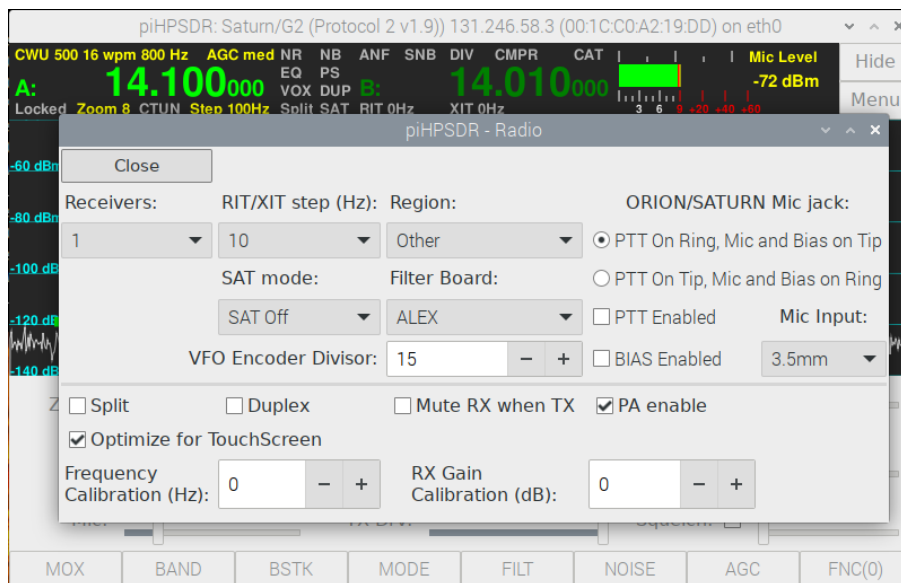 piHPSDR: Saturn/G2 (Protocol 2 v1.9)) 131.246.58.3 (00:1C:C0:A2:19:DD) on eth0
CWU 500 16 wpm 800 Hz AGC med NR NB ANF SNB DIV CMPR CAT Mic Level Hide
EQ PS
A: 14.100000 VOX DUP B: 14.010000 -72 dBm
Locked Zoom 8 CTUN Step 100Hz Split SAT RIT 0Hz XIT 0Hz 3 6 9 +20 +40 +60 Menu
piHPSDR - Radio
-60 dBm Close
Receivers: RIT/XIT step (Hz): Region: ORION/SATURN Mic jack:
-80 dBm
1 10 Other PTT On Ring, Mic and Bias on Tip
-100 dBm SAT mode: Filter Board: PTT On Tip, Mic and Bias on Ring
-120 dB SAT Off ALEX PTT Enabled Mic Input:
VFO Encoder Divisor: 15 − + BIAS Enabled 3.5mm
-140 dB
Split Duplex Mute RX when TX PA enable
Optimize for TouchScreen
Frequency RX Gain
Calibration (Hz): 0 − + Calibration (dB): 0 − +
MOX BAND BSTK MODE FILT NOISE AGC FNC(0)